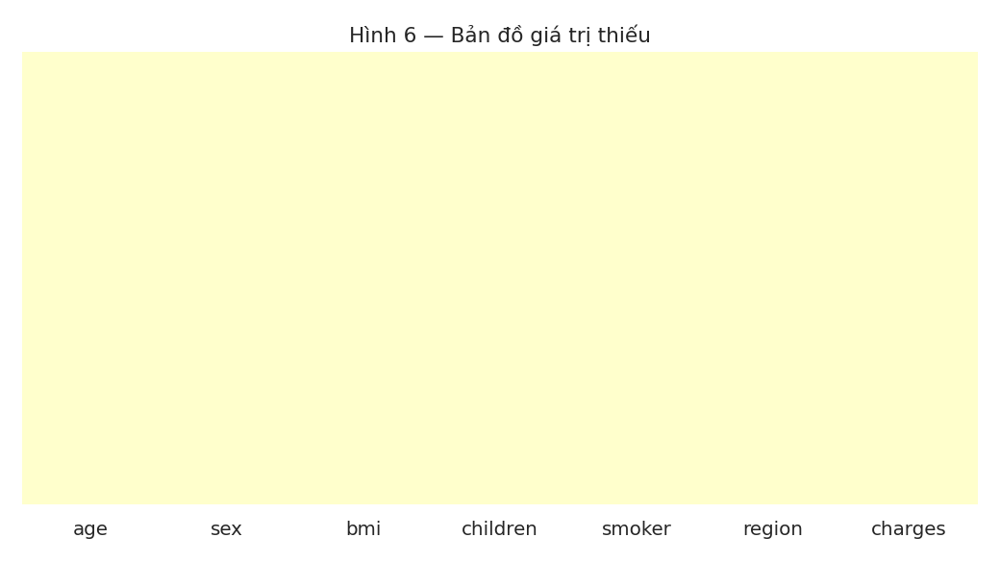 Hình 6 — Bản đồ giá trị thiếu
age sex bmi children smoker region charges